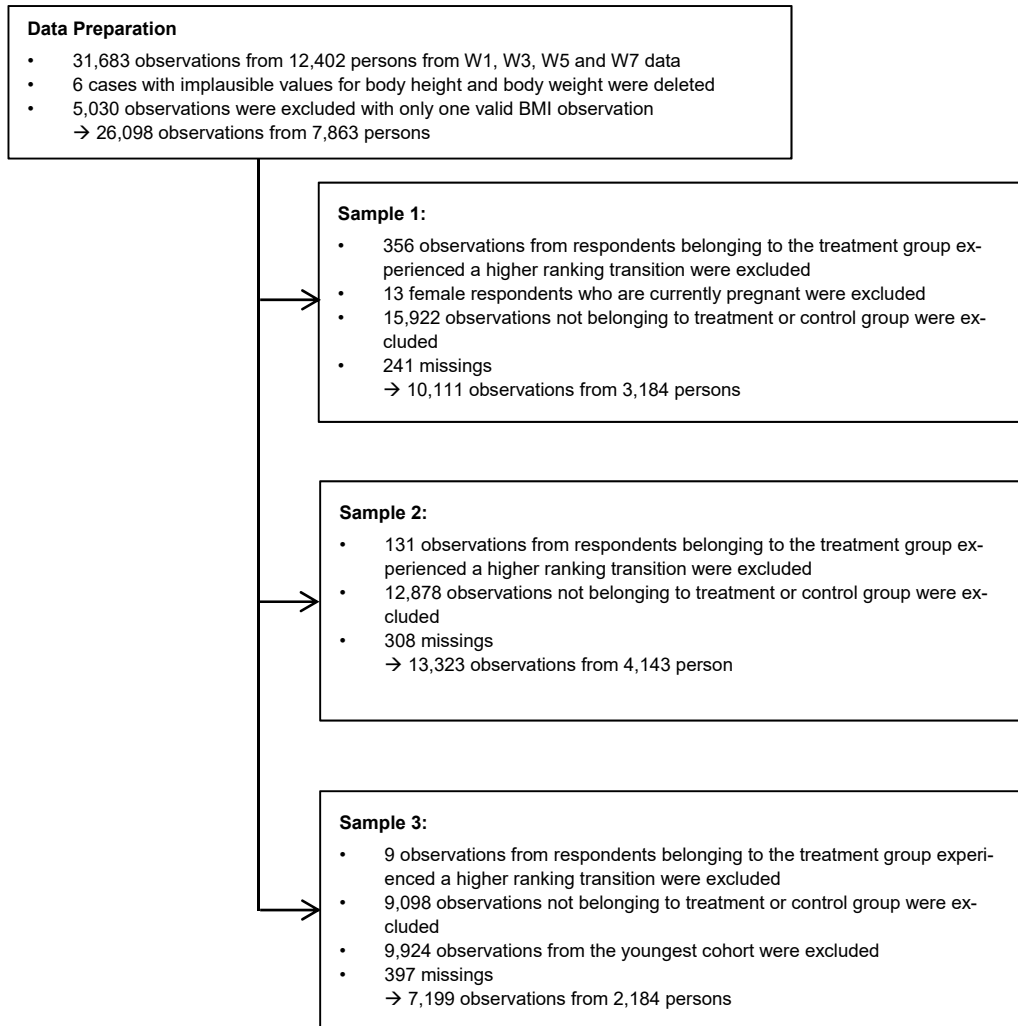 Data Preparation
• 31,683 observations from 12,402 persons from W1, W3, W5 and W7 data
• 6 cases with implausible values for body height and body weight were deleted
• 5,030 observations were excluded with only one valid BMI observation
→ 26,098 observations from 7,863 persons
Sample 1:
• 356 observations from respondents belonging to the treatment group ex-
perienced a higher ranking transition were excluded
• 13 female respondents who are currently pregnant were excluded
• 15,922 observations not belonging to treatment or control group were ex-
cluded
• 241 missings
→ 10,111 observations from 3,184 persons
Sample 2:
• 131 observations from respondents belonging to the treatment group ex-
perienced a higher ranking transition were excluded
• 12,878 observations not belonging to treatment or control group were ex-
cluded
• 308 missings
→ 13,323 observations from 4,143 person
Sample 3:
• 9 observations from respondents belonging to the treatment group experi-
enced a higher ranking transition were excluded
• 9,098 observations not belonging to treatment or control group were ex-
cluded
• 9,924 observations from the youngest cohort were excluded
• 397 missings
→ 7,199 observations from 2,184 persons